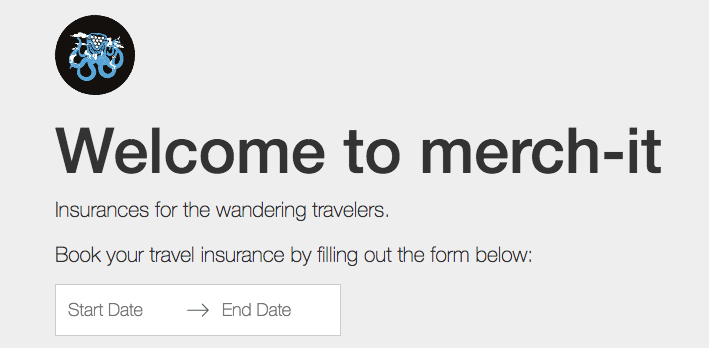 Welcome to merch-it
Insurances for the wandering travelers.
Book your travel insurance by filling out the form below:
Start Date → End Date